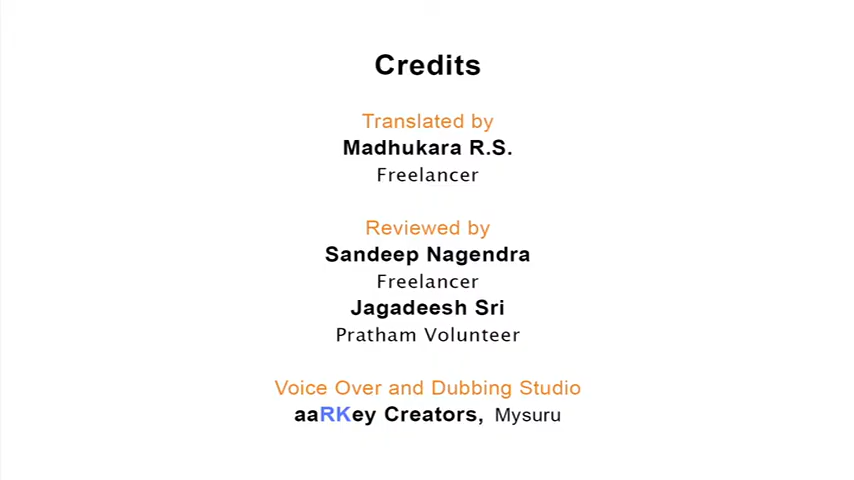 Credits
Translated by
Madhukara R.S.
Freelancer
Reviewed by
Sandeep Nagendra
Freelancer
Jagadeesh Sri
Pratham Volunteer
Voice Over and Dubbing Studio
aaRKey Creators, Mysuru